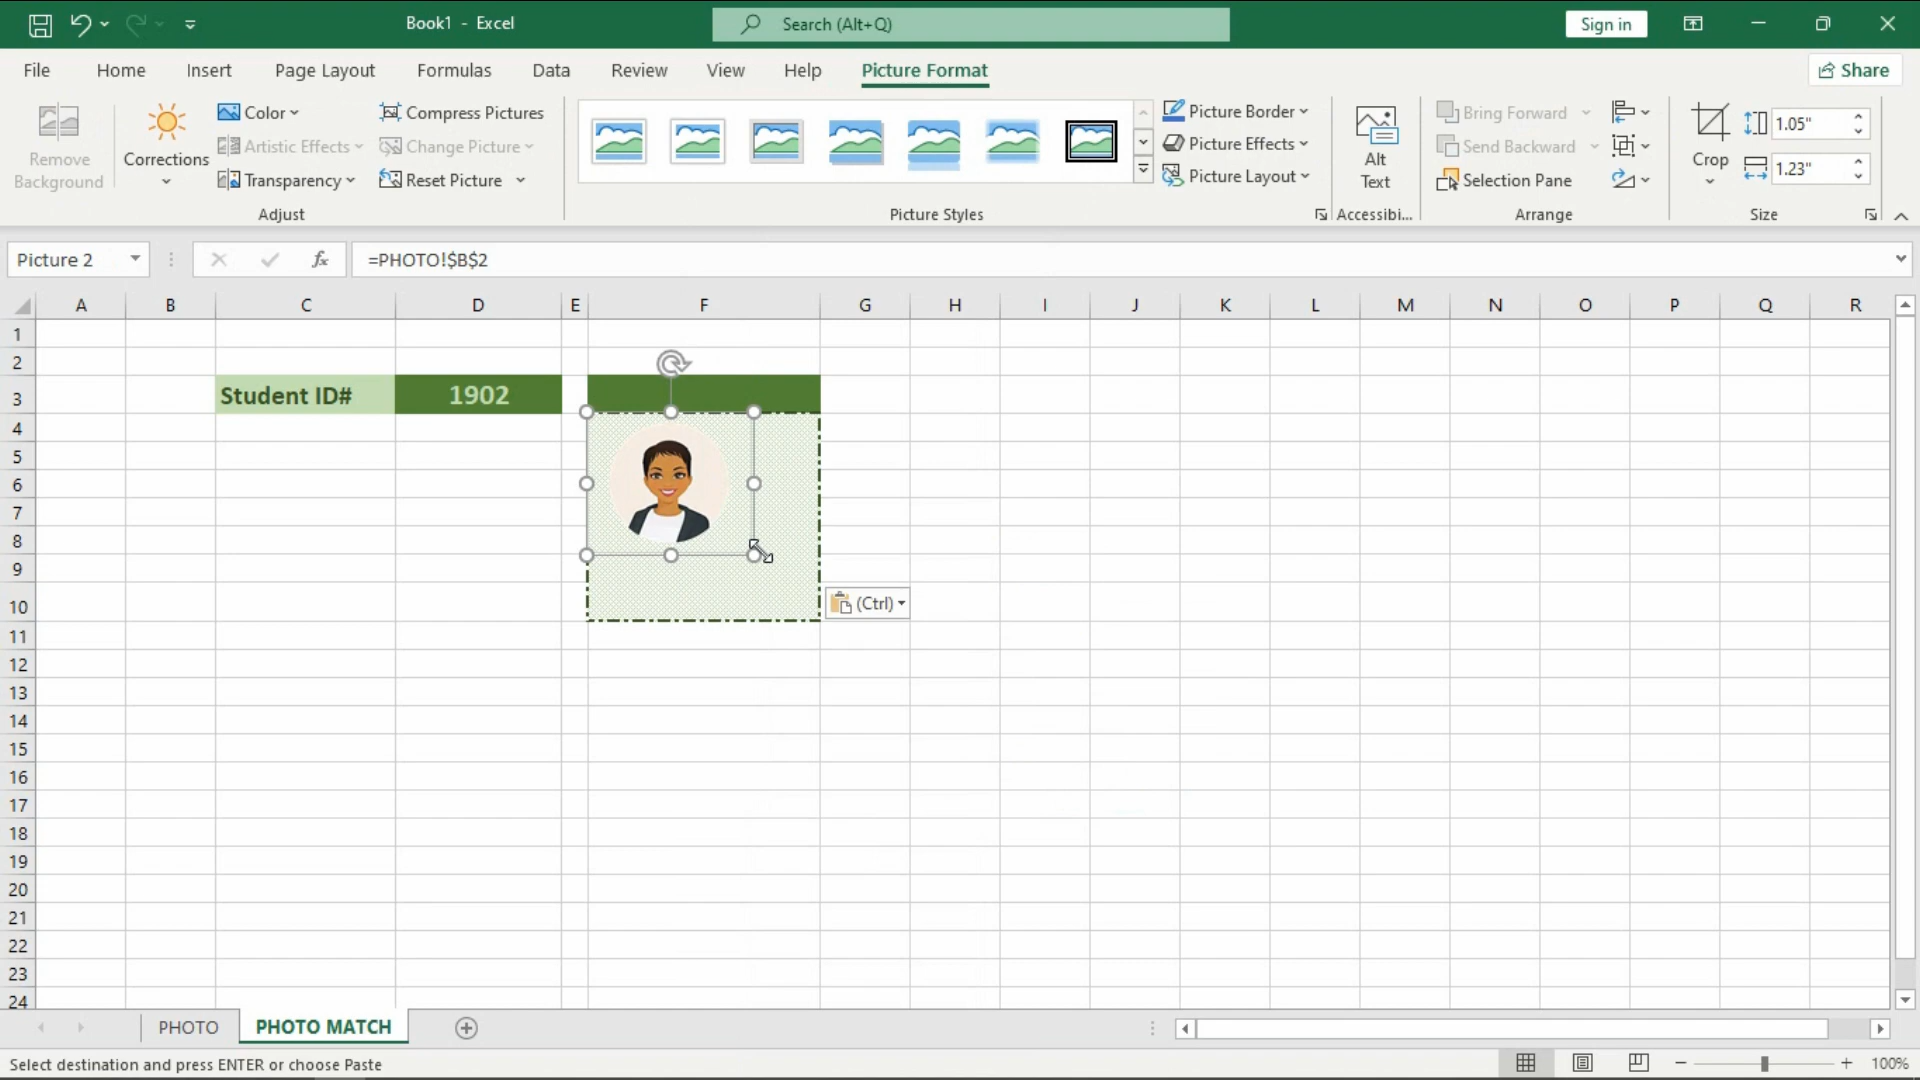 Book1 - Excel
Search (Alt+Q)
Sign in
File Home Insert Page Layout Formulas Data Review View Help Picture Format
Share
Remove Background
Corrections
Color
Artistic Effects
Transparency
Compress Pictures
Change Picture
Reset Picture
Adjust
Picture Styles
Picture Border
Picture Effects
Picture Layout
Alt Text
Accessibi...
Bring Forward
Send Backward
Selection Pane
Arrange
Crop
1.05"
1.23"
Size
Picture 2
fx
=PHOTO!$B$2
A B C D E F G H I J K L M N O P Q R
1
2
3 Student ID# 1902
4
5
6
7
8
9
10 (Ctrl)
11
12
13
14
15
16
17
18
19
20
21
22
23
24
PHOTO PHOTO MATCH
Select destination and press ENTER or choose Paste
100%